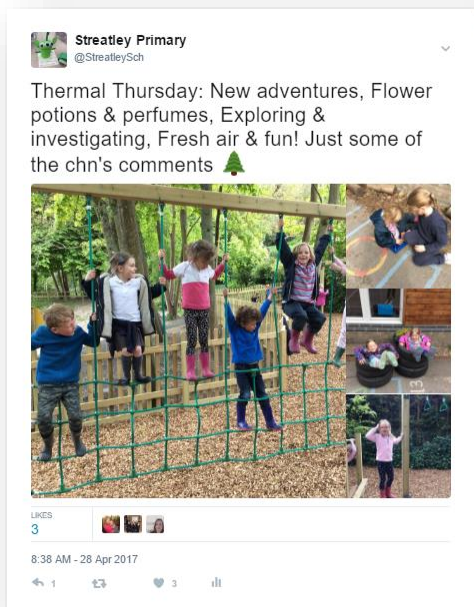 Streatley Primary
@StreatleySch
Thermal Thursday: New adventures, Flower
potions & perfumes, Exploring &
investigating, Fresh air & fun! Just some of
the chn's comments 🌲
LIKES
3
8:38 AM - 28 Apr 2017
1 3